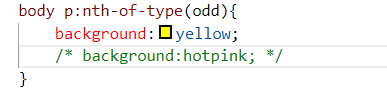 body p:nth-of-type(odd){
background:yellow;
/* background:hotpink; */
}